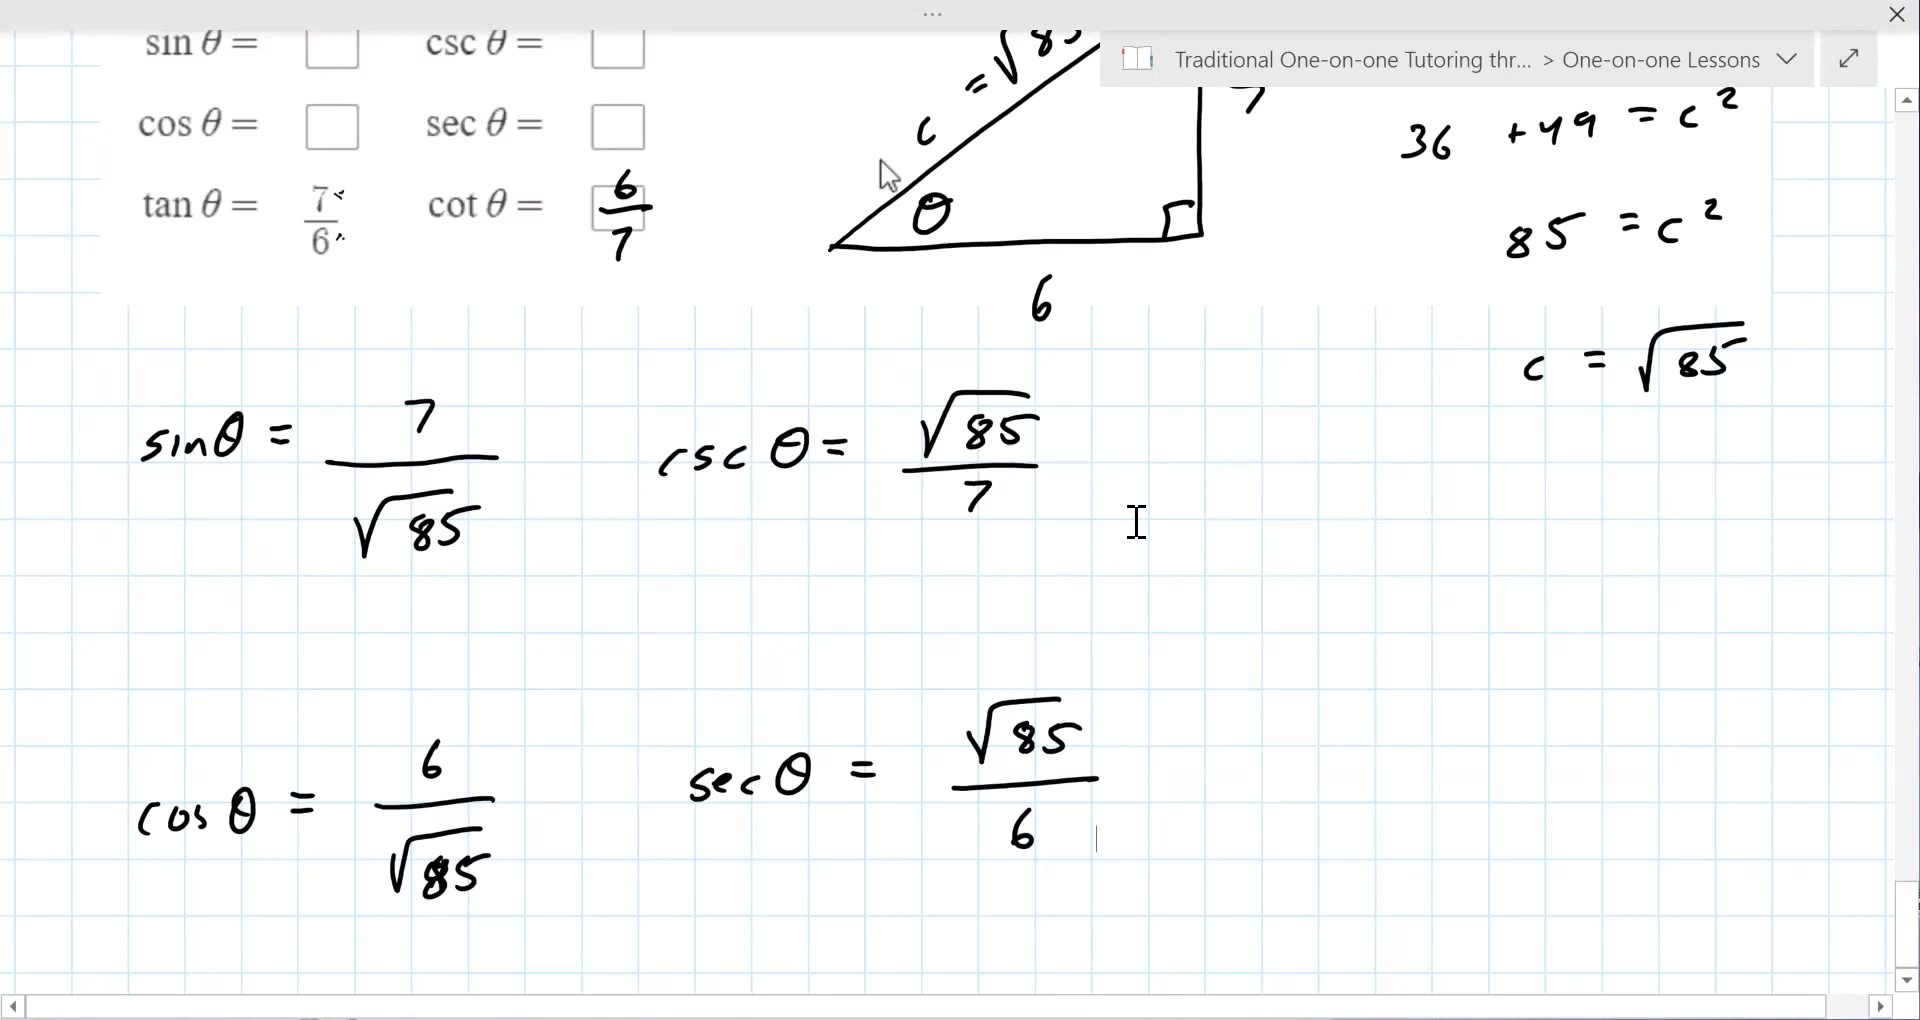 ...
Traditional One-on-one Tutoring thr... > One-on-one Lessons
sin θ = csc θ =
= √85
7
cos θ = sec θ =
c
36 + 49 = c²
tan θ = 7/6 cot θ = 6/7
θ
85 = c²
6
c = √85
sinθ = 7/√85 csc θ = √85/7
cos θ = 6/√85 sec θ = √85/6